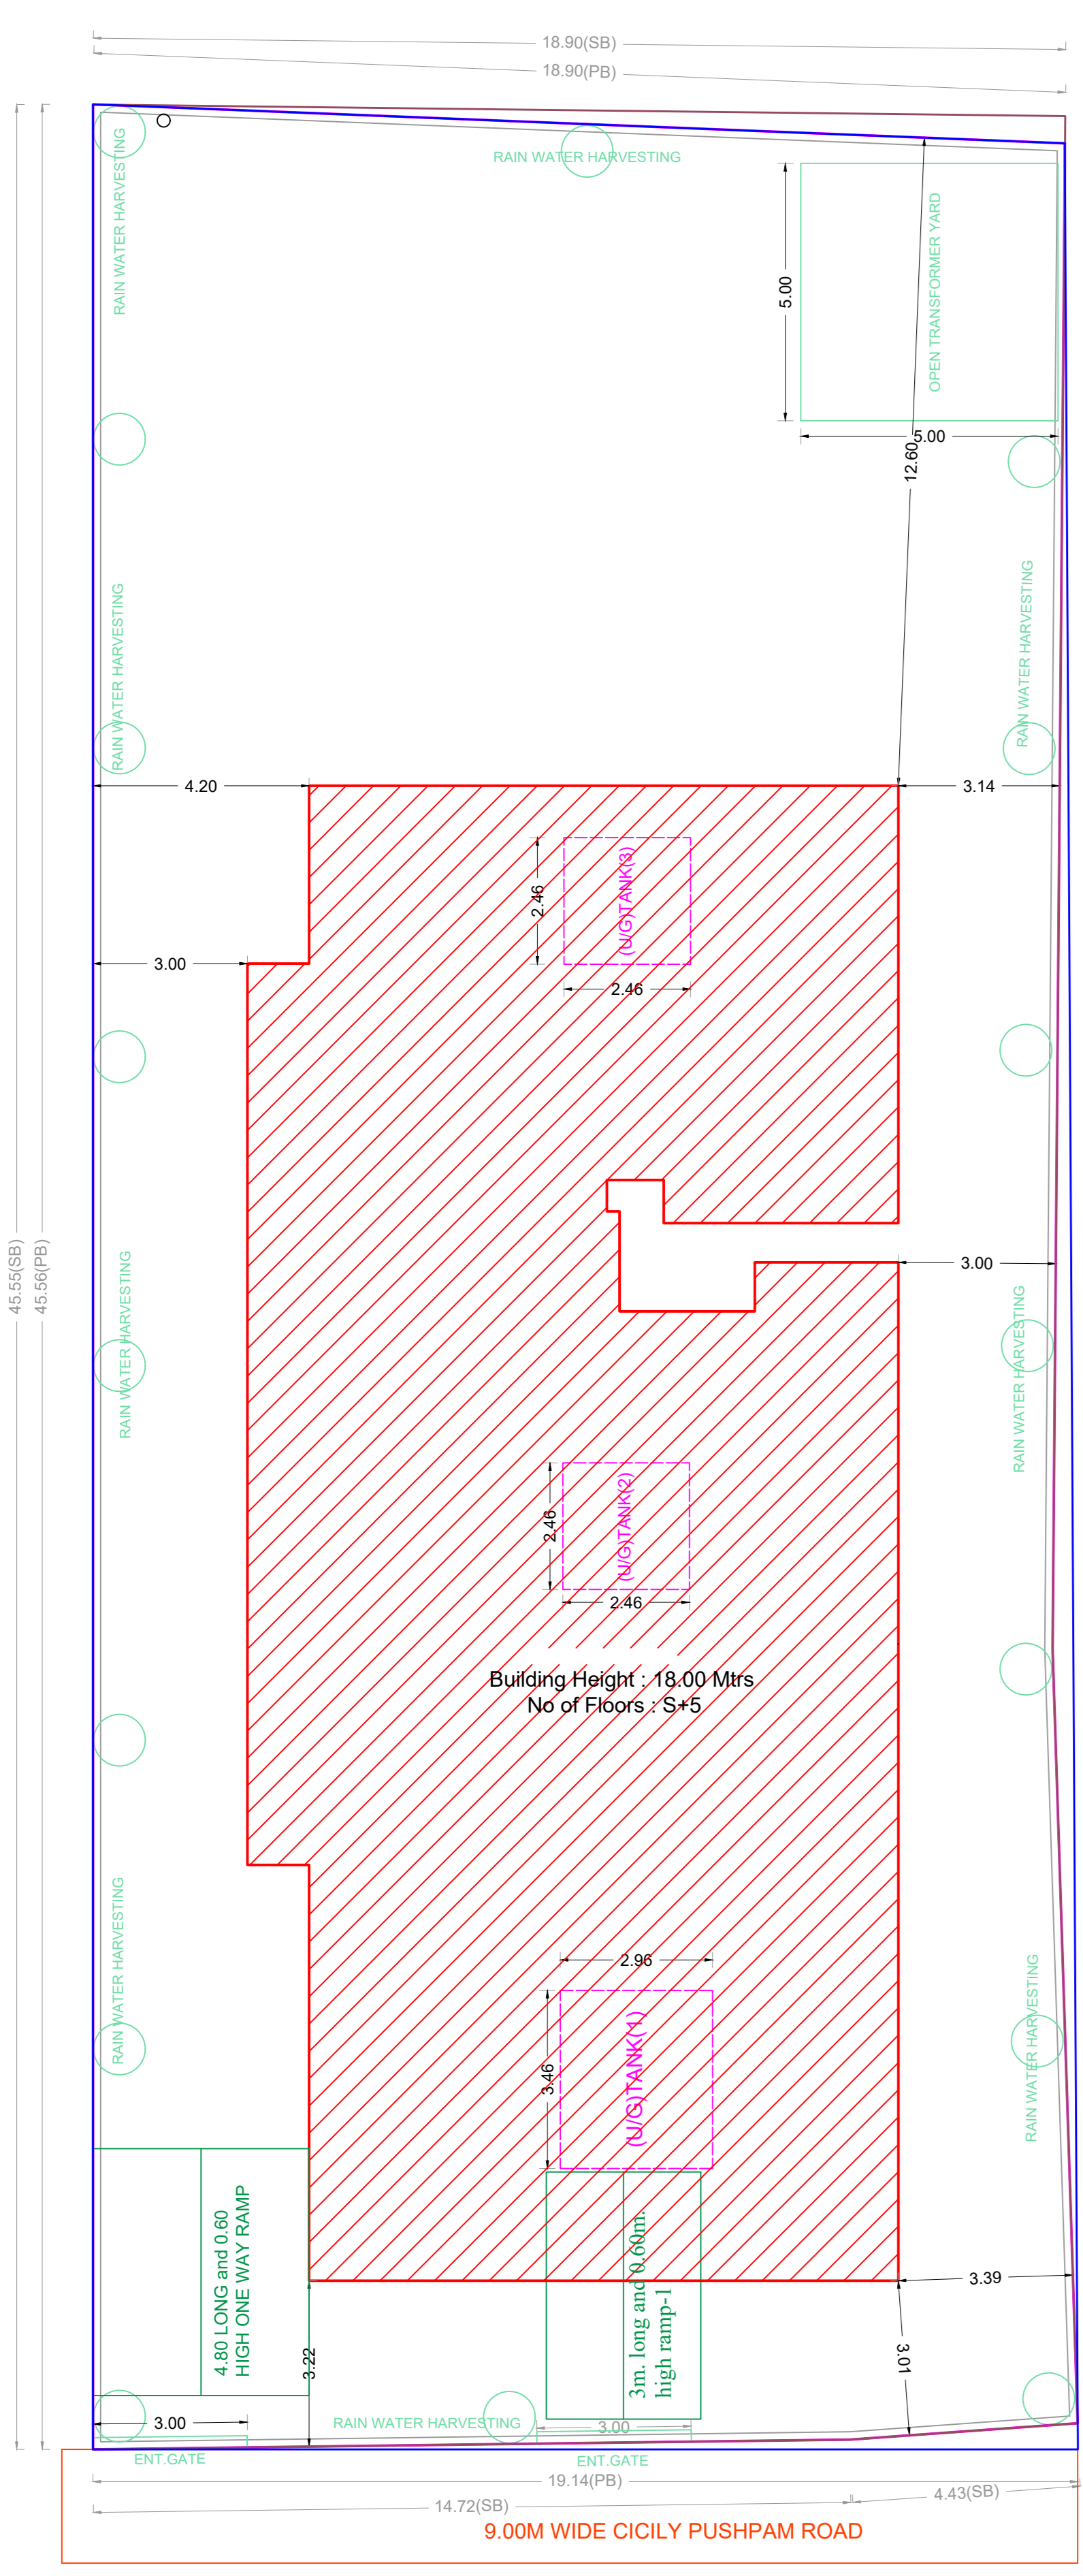 18.90(SB)
18.90(PB)
RAIN WATER HARVESTING
RAIN WATER HARVESTING
OPEN TRANSFORMER YARD
5.00
5.00
12.60
RAIN WATER HARVESTING
RAIN WATER HARVESTING
4.20
3.14
(U/G)TANK(3)
2.46
2.46
3.00
45.55(SB)
45.56(PB)
3.00
RAIN WATER HARVESTING
RAIN WATER HARVESTING
(U/G)TANK(2)
2.46
2.46
Building Height : 18.00 Mtrs
No of Floors : S+5
RAIN WATER HARVESTING
2.96
3.46
(U/G)TANK(1)
RAIN WATER HARVESTING
4.80 LONG and 0.60
HIGH ONE WAY RAMP
3m. long and 0.60m.
high ramp-1
3.39
3.22
3.01
3.00
RAIN WATER HARVESTING
3.00
ENT.GATE
ENT.GATE
19.14(PB)
14.72(SB)
4.43(SB)
9.00M WIDE CICILY PUSHPAM ROAD